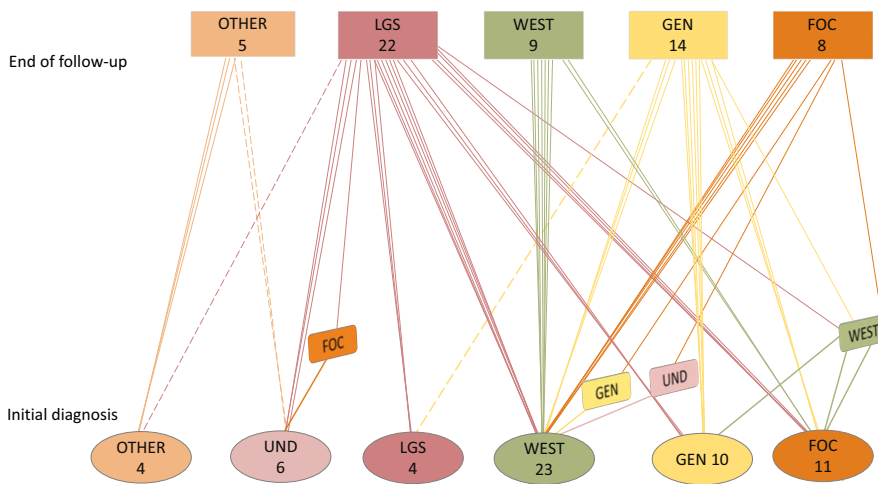 OTHER
5
LGS
22
WEST
9
GEN
14
FOC
8
End of follow-up
FOC
WEST
GEN
UND
Initial diagnosis
OTHER
4
UND
6
LGS
4
WEST
23
GEN 10
FOC
11